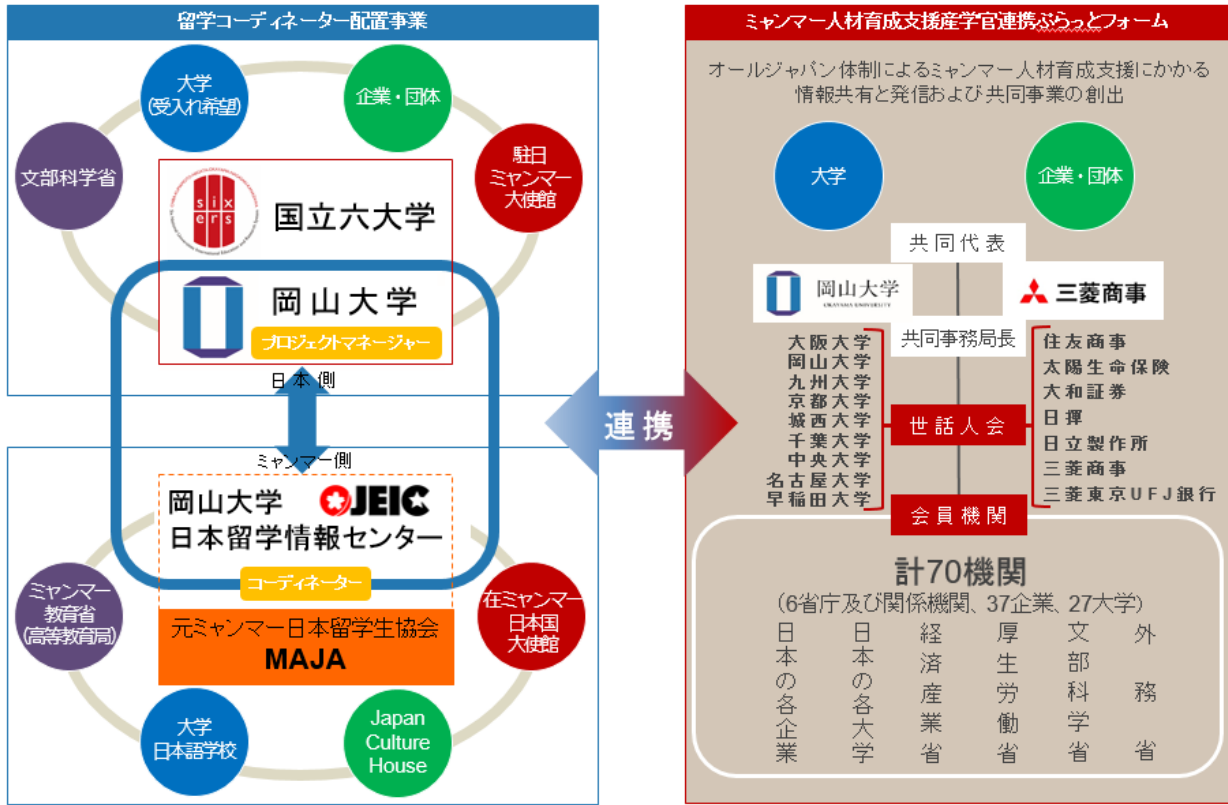 留学コーディネーター配置事業
大学
(受入れ希望)
企業・団体
文部科学省
駐日
ミャンマー
大使館
six
ers
国立六大学
岡山大学
プロジェクトマネージャー
日本側
ミャンマー側
岡山大学 OJEIC
日本留学情報センター
コーディネーター
元ミャンマー日本留学生協会
MAJA
ミャンマー
教育省
(高等教育局)
在ミャンマー
日本国
大使館
大学
日本語学校
Japan
Culture
House
連携
ミャンマー人材育成支援産学官連携ぷらっとフォーム
オールジャパン体制によるミャンマー人材育成支援にかかる
情報共有と発信および共同事業の創出
大学
企業・団体
共同代表
岡山大学
OKAYAMA UNIVERSITY
三菱商事
共同事務局長
大阪大学
岡山大学
九州大学
京都大学
城西大学
千葉大学
中央大学
名古屋大学
早稲田大学
世話人会
住友商事
太陽生命保険
大和証券
日揮
日立製作所
三菱商事
三菱東京UFJ銀行
会員機関
計70機関
(6省庁及び関係機関、37企業、27大学)
日本の各企業
日本の各大学
経済産業省
厚生労働省
文部科学省
外務省